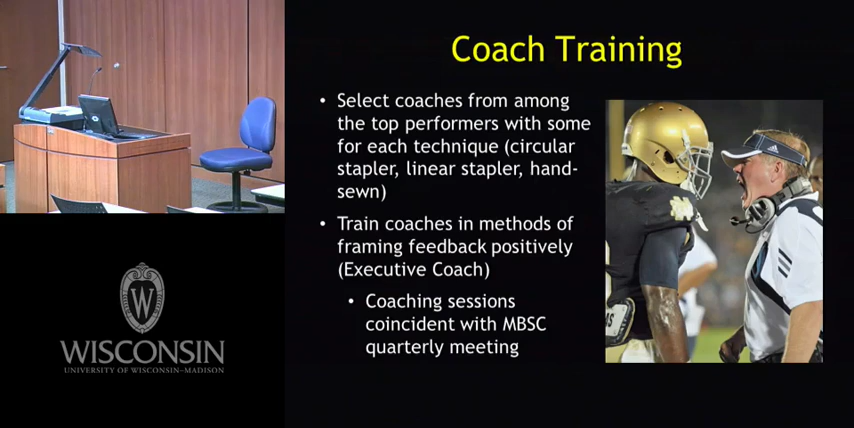 Coach Training
• Select coaches from among
the top performers with some
for each technique (circular
stapler, linear stapler, hand-
sewn)
• Train coaches in methods of
framing feedback positively
(Executive Coach)
• Coaching sessions
coincident with MBSC
quarterly meeting
W
WISCONSIN
UNIVERSITY OF WISCONSIN–MADISON